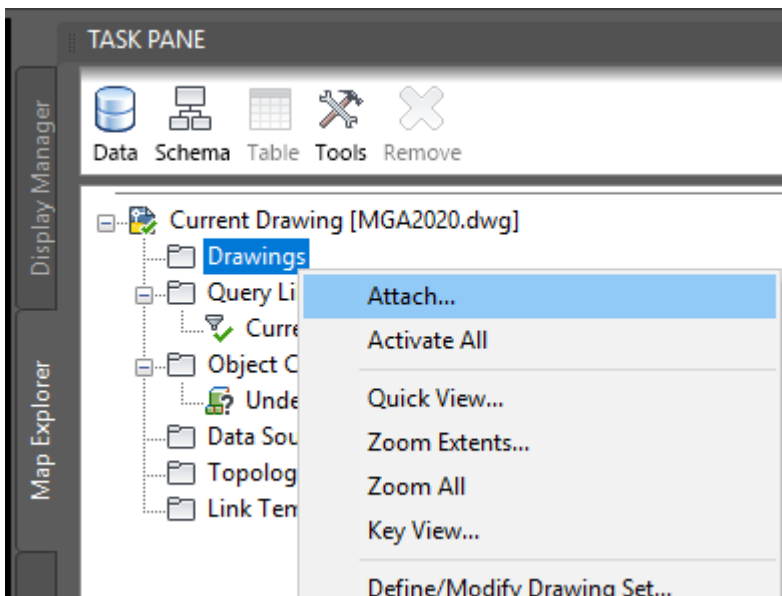 TASK PANE
Data Schema Table Tools Remove
Display Manager
Map Explorer
Current Drawing [MGA2020.dwg]
Drawings
Query Li
Curre
Object C
Unde
Data Sou
Topolog
Link Tem
Attach...
Activate All
Quick View...
Zoom Extents...
Zoom All
Key View...
Define/Modify Drawing Set...